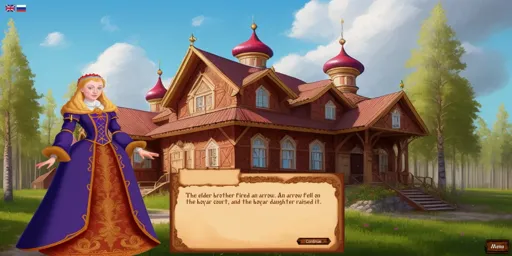 The elder brother fired an arrow. An arrow fell on
the boyar court, and the boyar daughter raised it.
Continue
Menu